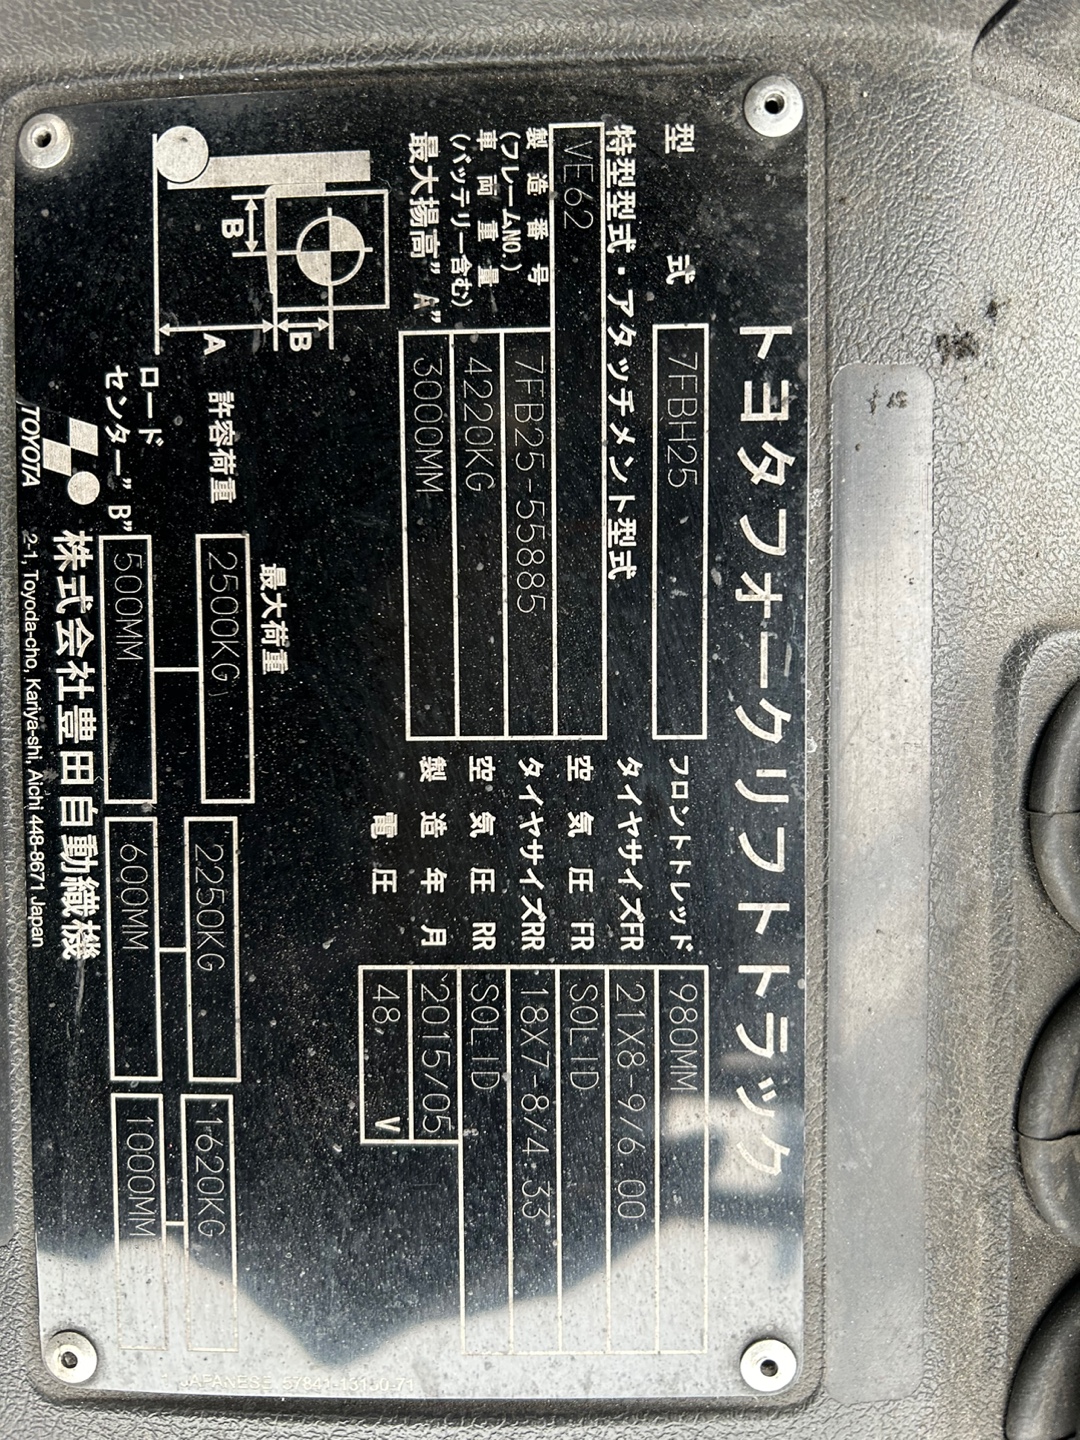 トヨタフォークリフトトラック
型式 7FBH25
特型型式・アタッチメント型式
VE62
製造番号
(フレームNO.) 7FB25-55885
車両重量
(バッテリー含む) 4220KG
最大揚高"A" 3000MM
フロントトレッド 980MM
タイヤサイズFR 21X8-9/6.00
空気圧FR SOLID
タイヤサイズRR 18X7-8/4.33
空気圧RR SOLID
製造年月 2015/05
電圧 48 V
B
B
A
最大荷重
許容荷重 2500KG 2250KG 1620KG
ロード
センター"B" 500MM 600MM 1000MM
TOYOTA
株式会社豊田自動織機
2-1, Toyoda-cho, Kariya-shi, Aichi 448-8671 Japan
JAPANESE